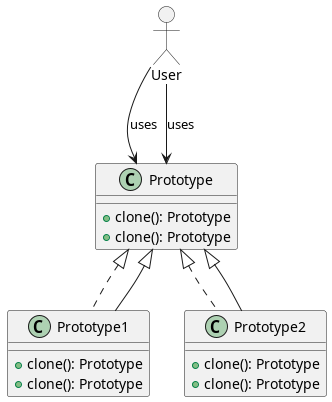 User
uses
uses
C Prototype
clone(): Prototype
clone(): Prototype
C Prototype1
clone(): Prototype
clone(): Prototype
C Prototype2
clone(): Prototype
clone(): Prototype